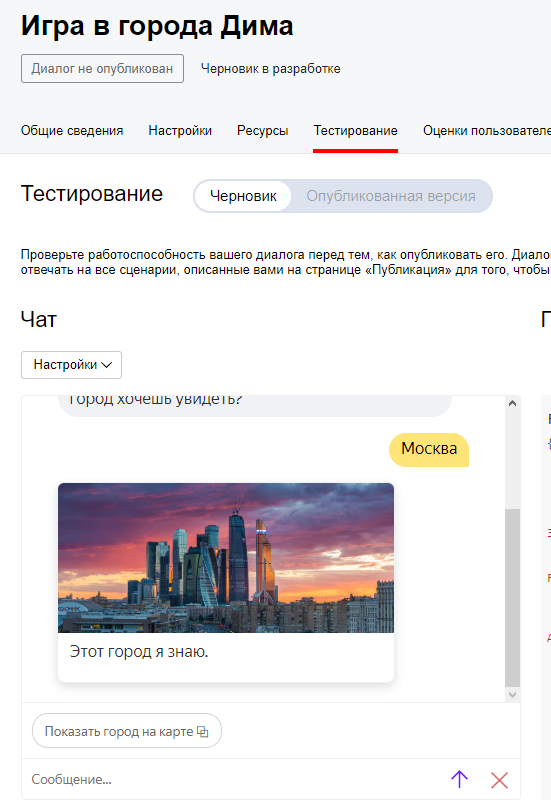 Игра в города Дима
Диалог не опубликован Черновик в разработке
Общие сведения Настройки Ресурсы Тестирование Оценки пользователе
Тестирование Черновик Опубликованная версия
Проверьте работоспособность вашего диалога перед тем, как опубликовать его. Диало
отвечать на все сценарии, описанные вами на странице «Публикация» для того, чтобы
Чат
Настройки
город хочешь увидеть?
Москва
Этот город я знаю.
Показать город на карте
Сообщение...